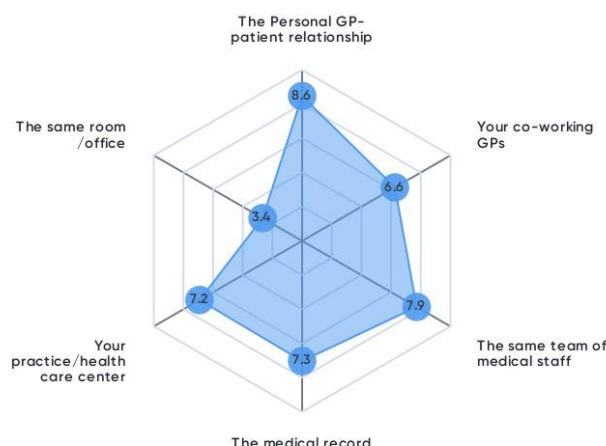 The Personal GP-
patient relationship
8.6
The same room
/office
Your co-working
GPs
6.6
3.4
7.2
7.9
Your
practice/health
care center
7.3
The same team of
medical staff
The medical record